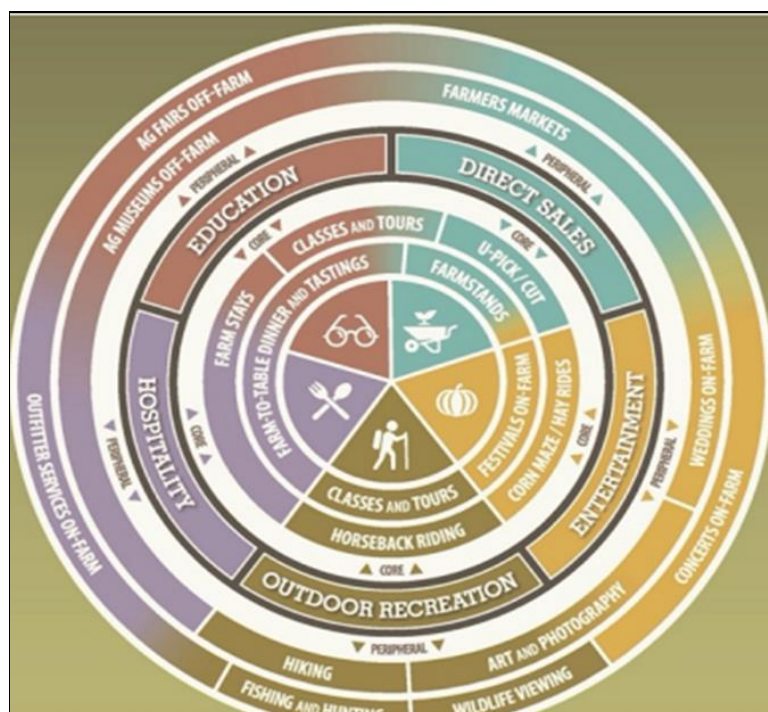 AG FAIRS OFF-FARM
AG MUSEUMS OFF-FARM
FARMERS MARKETS
PERIPHERAL
PERIPHERAL
EDUCATION
DIRECT SALES
CORE
CLASSES AND TOURS
CORE
U-PICK / CUT
FARM STAYS
FARM-TO-TABLE DINNER AND TASTINGS
FARMSTANDS
HOSPITALITY
CORE
FESTIVALS ON-FARM
CORN MAZE / HAY RIDES
CORE
ENTERTAINMENT
WEDDINGS ON-FARM
CONCERTS ON-FARM
OUTFITTER SERVICES ON-FARM
PERIPHERAL
PERIPHERAL
CLASSES AND TOURS
HORSEBACK RIDING
CORE
OUTDOOR RECREATION
PERIPHERAL
HIKING
ART AND PHOTOGRAPHY
FISHING AND HUNTING
WILDLIFE VIEWING